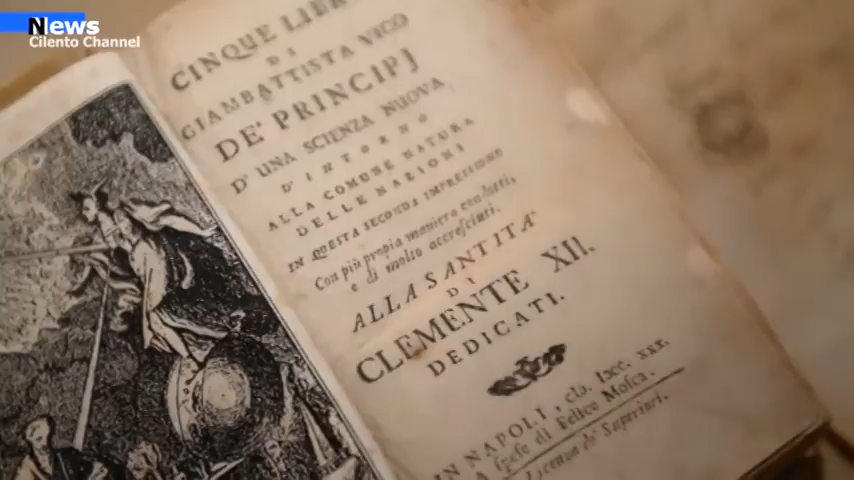 News
Cilento Channel
CINQUE LIBRI
DI
GIAMBATTISTA VICO
DE' PRINCIPJ
D' UNA SCIENZA NUOVA
D' INTORNO
ALLA COMUNE NATURA
DELLE NAZIONI
IN QUESTA SECONDA IMPRESSIONE
Con più propia maniera condotti,
e di molto accresciuti.
ALLA SANTITA'
DI
CLEMENTE XII.
DEDICATI.
IN NAPOLI, cIɔ. Iɔcc. xxx.
A spese di Felice Mosca.
Licenza de' Superiori.